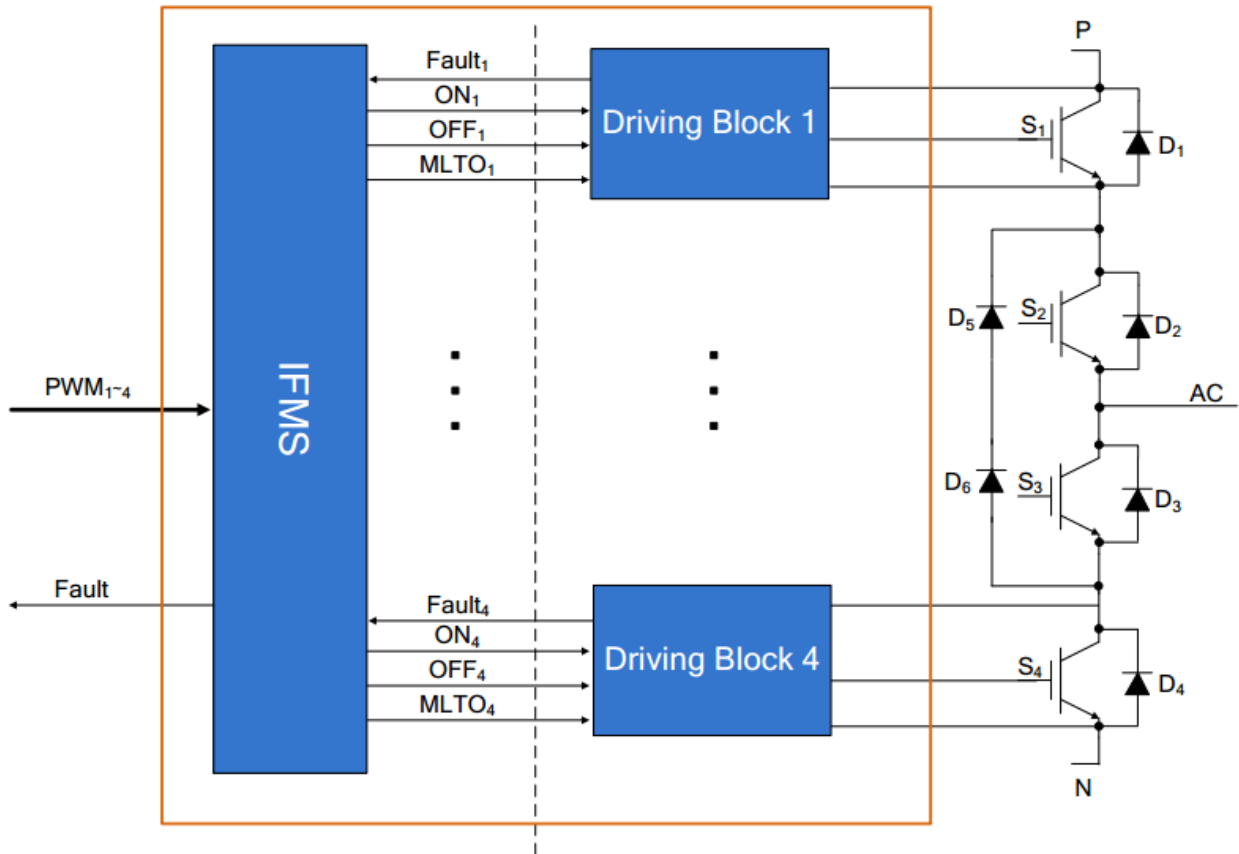 P
Fault₁
ON₁
OFF₁
MLTO₁
Driving Block 1
S₁
D₁
S₂
D₂
D₅
IFMS
PWM₁~₄
AC
D₆
S₃
D₃
Fault
Fault₄
ON₄
OFF₄
MLTO₄
Driving Block 4
S₄
D₄
N